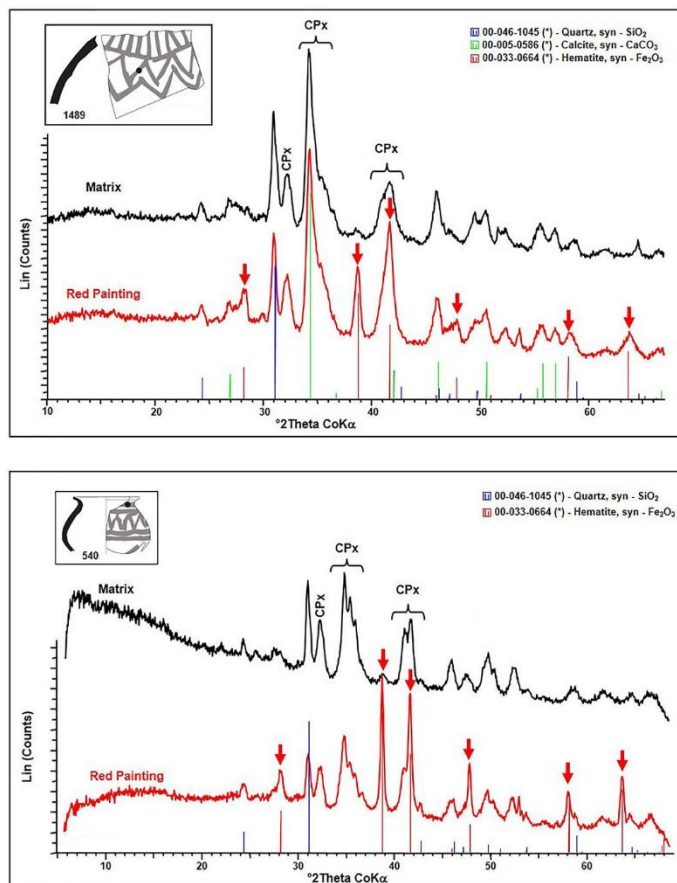 CPx
00-046-1045 (*) - Quartz, syn - SiO2
00-005-0586 (*) - Calcite, syn - CaCO3
00-033-0664 (*) - Hematite, syn - Fe2O3
1489
CPx
CPx
Matrix
Red Painting
Lin (Counts)
10 20 30 40 50 60
°2Theta CoKα
00-046-1045 (*) - Quartz, syn - SiO2
00-033-0664 (*) - Hematite, syn - Fe2O3
540
CPx
CPx
CPx
Matrix
Red Painting
Lin (Counts)
5 10 20 30 40 50 60
°2Theta CoKα